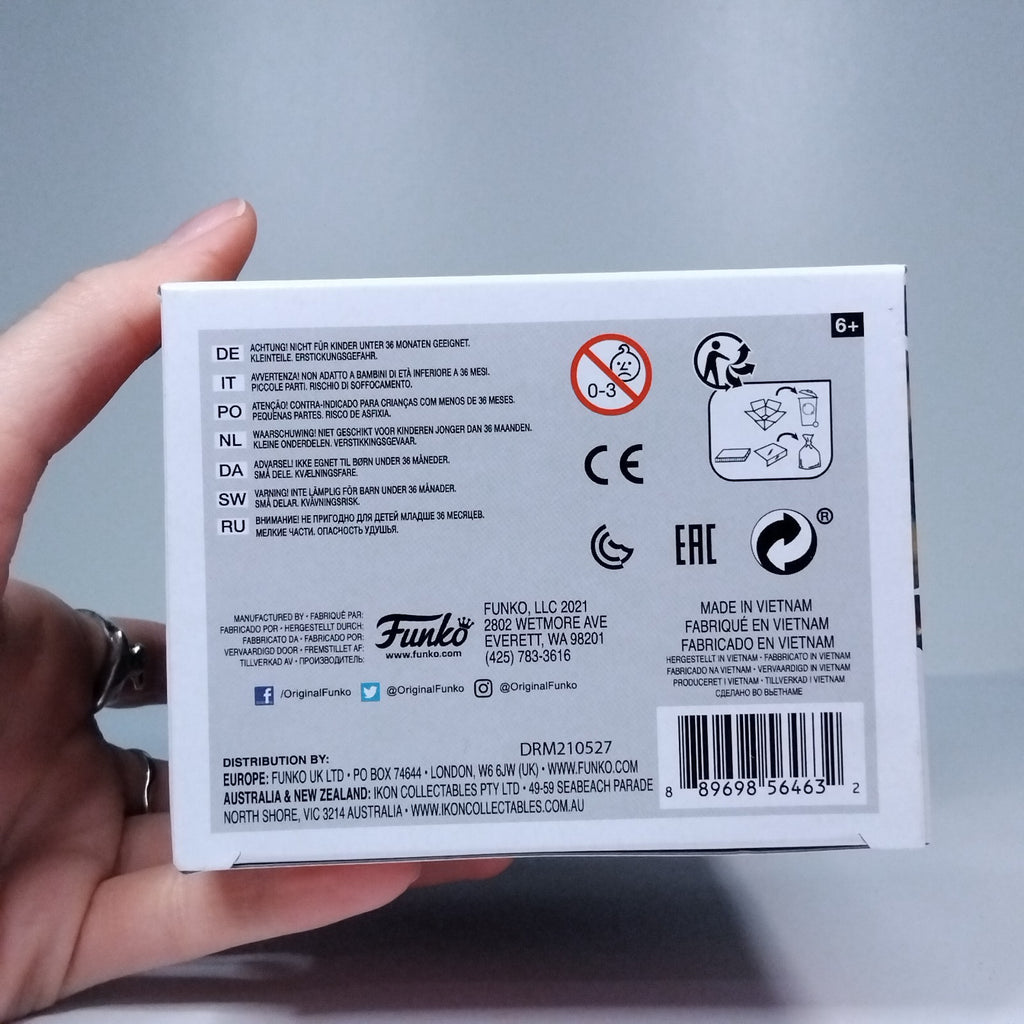 6+
DE
ACHTUNG! NICHT FÜR KINDER UNTER 36 MONATEN GEEIGNET.
KLEINTEILE. ERSTICKUNGSGEFAHR.
IT
AVVERTENZA! NON ADATTO A BAMBINI DI ETÀ INFERIORE A 36 MESI.
PICCOLE PARTI. RISCHIO DI SOFFOCAMENTO.
PO
ATENÇÃO! CONTRA-INDICADO PARA CRIANÇAS COM MENOS DE 36 MESES.
PEQUENAS PARTES. RISCO DE ASFIXIA.
NL
WAARSCHUWING! NIET GESCHIKT VOOR KINDEREN JONGER DAN 36 MAANDEN.
KLEINE ONDERDELEN. VERSTIKKINGSGEVAAR.
DA
ADVARSEL! IKKE EGNET TIL BØRN UNDER 36 MÅNEDER.
SMÅ DELE. KVÆLNINGSFARE.
SW
VARNING! INTE LÄMPLIG FÖR BARN UNDER 36 MÅNADER.
SMÅ DELAR. KVÄVNINGSRISK.
RU
ВНИМАНИЕ! НЕ ПРИГОДНО ДЛЯ ДЕТЕЙ МЛАДШЕ 36 МЕСЯЦЕВ.
МЕЛКИЕ ЧАСТИ. ОПАСНОСТЬ УДУШЬЯ.
0-3
CE
EAC
®
MANUFACTURED BY • FABRIQUÉ PAR:
FABRICADO POR • HERGESTELLT DURCH:
FABBRICATO DA • FABRICADO POR:
VERVAARDIGD DOOR • FREMSTILLET AF:
TILLVERKAD AV • ПРОИЗВОДИТЕЛЬ:
Funko
www.funko.com
FUNKO, LLC 2021
2802 WETMORE AVE
EVERETT, WA 98201
(425) 783-3616
/OriginalFunko
@OriginalFunko
@OriginalFunko
MADE IN VIETNAM
FABRIQUÉ EN VIETNAM
FABRICADO EN VIETNAM
HERGESTELLT IN VIETNAM • FABBRICATO IN VIETNAM
FABRICADO NA VIETNAM • VERVAARDIGD IN VIETNAM
PRODUCERET I VIETNAM • TILLVERKAD I VIETNAM
СДЕЛАНО ВО ВЬЕТНАМЕ
DRM210527
DISTRIBUTION BY:
EUROPE: FUNKO UK LTD • PO BOX 74644 • LONDON, W6 6JW (UK) • WWW.FUNKO.COM
AUSTRALIA & NEW ZEALAND: IKON COLLECTABLES PTY LTD • 49-59 SEABEACH PARADE
NORTH SHORE, VIC 3214 AUSTRALIA • WWW.IKONCOLLECTABLES.COM.AU
8 89698 56463 2